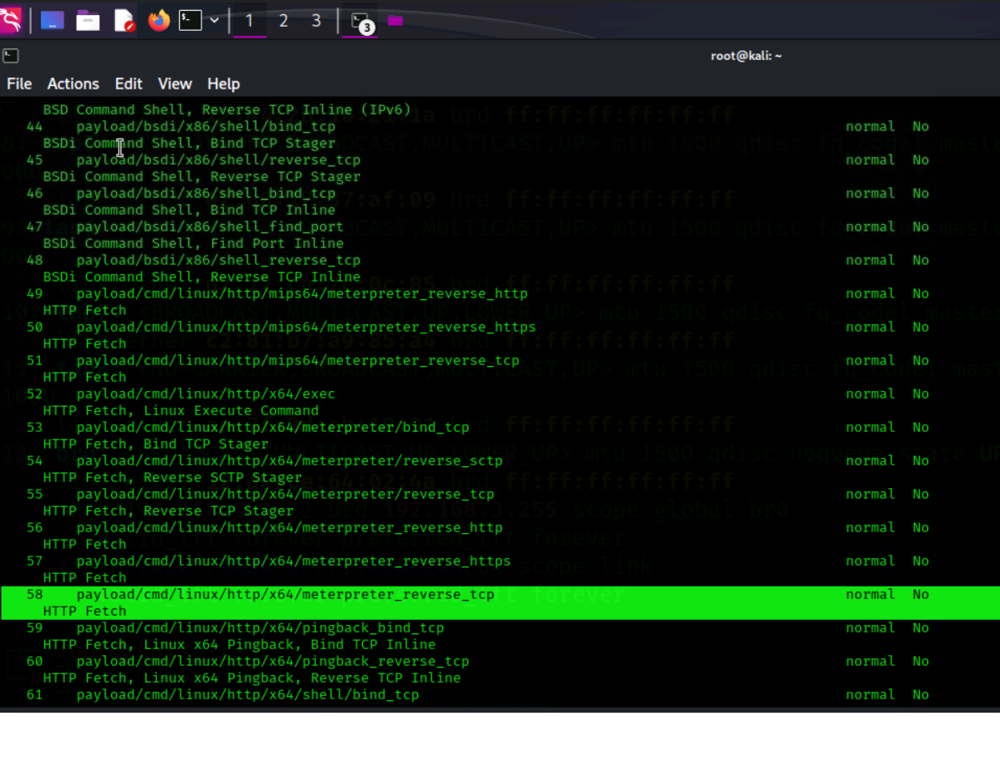 1 2 3 3
root@kali: ~
File Actions Edit View Help
BSD Command Shell, Reverse TCP Inline (IPv6)
44 payload/bsdi/x86/shell/bind_tcp normal No
BSDi Command Shell, Bind TCP Stager
45 payload/bsdi/x86/shell/reverse_tcp normal No
BSDi Command Shell, Reverse TCP Stager
46 payload/bsdi/x86/shell_bind_tcp normal No
BSDi Command Shell, Bind TCP Inline
47 payload/bsdi/x86/shell_find_port normal No
BSDi Command Shell, Find Port Inline
48 payload/bsdi/x86/shell_reverse_tcp normal No
BSDi Command Shell, Reverse TCP Inline
49 payload/cmd/linux/http/mips64/meterpreter_reverse_http normal No
HTTP Fetch
50 payload/cmd/linux/http/mips64/meterpreter_reverse_https normal No
HTTP Fetch
51 payload/cmd/linux/http/mips64/meterpreter_reverse_tcp normal No
HTTP Fetch
52 payload/cmd/linux/http/x64/exec normal No
HTTP Fetch, Linux Execute Command
53 payload/cmd/linux/http/x64/meterpreter/bind_tcp normal No
HTTP Fetch, Bind TCP Stager
54 payload/cmd/linux/http/x64/meterpreter/reverse_sctp normal No
HTTP Fetch, Reverse SCTP Stager
55 payload/cmd/linux/http/x64/meterpreter/reverse_tcp normal No
HTTP Fetch, Reverse TCP Stager
56 payload/cmd/linux/http/x64/meterpreter_reverse_http normal No
HTTP Fetch
57 payload/cmd/linux/http/x64/meterpreter_reverse_https normal No
HTTP Fetch
58 payload/cmd/linux/http/x64/meterpreter_reverse_tcp normal No
HTTP Fetch
59 payload/cmd/linux/http/x64/pingback_bind_tcp normal No
HTTP Fetch, Linux x64 Pingback, Bind TCP Inline
60 payload/cmd/linux/http/x64/pingback_reverse_tcp normal No
HTTP Fetch, Linux x64 Pingback, Reverse TCP Inline
61 payload/cmd/linux/http/x64/shell/bind_tcp normal No